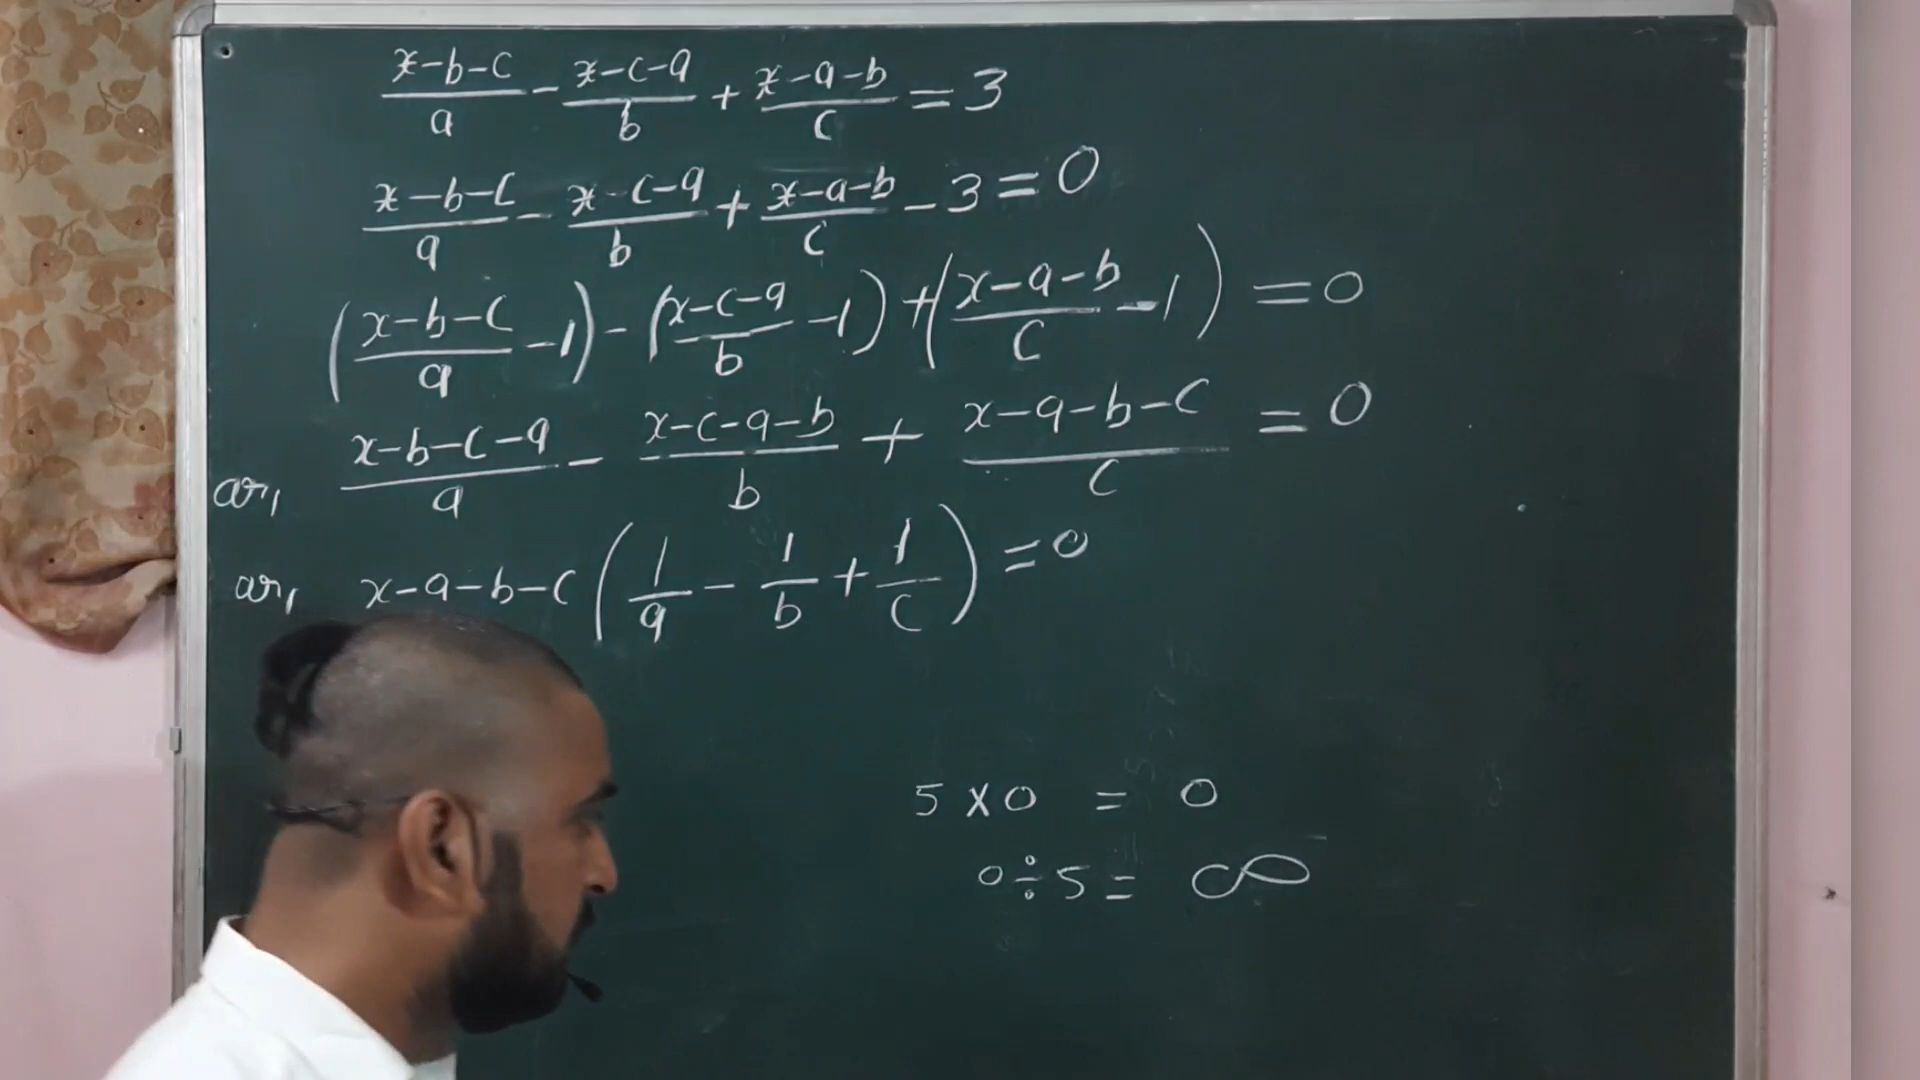 (x-b-c)/a - (x-c-a)/b + (x-a-b)/c = 3
(x-b-c)/a - (x-c-a)/b + (x-a-b)/c - 3 = 0
((x-b-c)/a - 1) - ((x-c-a)/b - 1) + ((x-a-b)/c - 1) = 0
or, (x-b-c-a)/a - (x-c-a-b)/b + (x-a-b-c)/c = 0
or, x-a-b-c (1/a - 1/b + 1/c) = 0
5 × 0 = 0
0 ÷ 5 = ∞